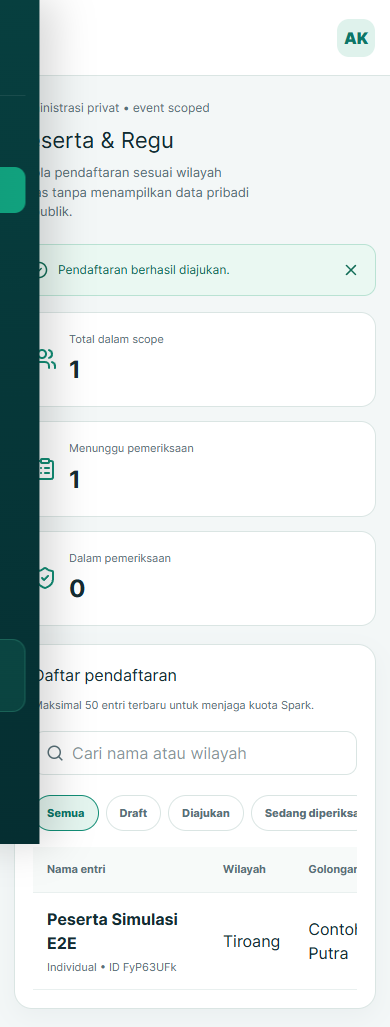 AK
inistrasi privat • event scoped
eserta & Regu
ola pendaftaran sesuai wilayah
as tanpa menampilkan data pribadi
ublik.
Pendaftaran berhasil diajukan.
Total dalam scope
1
Menunggu pemeriksaan
1
Dalam pemeriksaan
0
Daftar pendaftaran
Maksimal 50 entri terbaru untuk menjaga kuota Spark.
Cari nama atau wilayah
Semua Draft Diajukan Sedang diperiksa
Nama entri Wilayah Golongan
Peserta Simulasi
E2E
Tiroang
Contoh
Putra
Individual • ID FyP63UFk